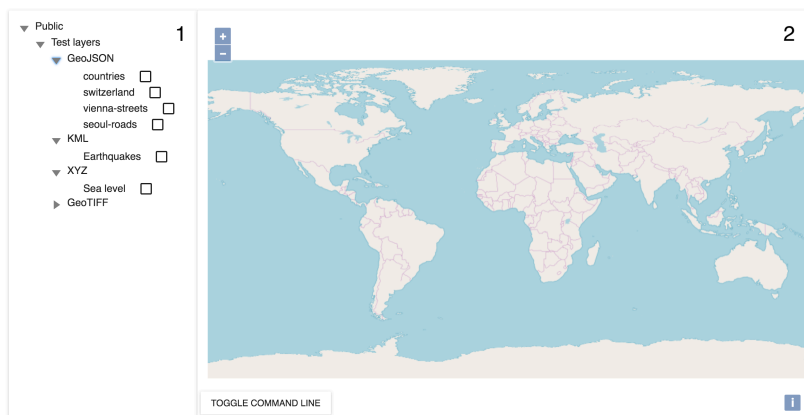 Public
1
Test layers
GeoJSON
countries
switzerland
vienna-streets
seoul-roads
KML
Earthquakes
XYZ
Sea level
GeoTIFF
+
−
2
TOGGLE COMMAND LINE
i